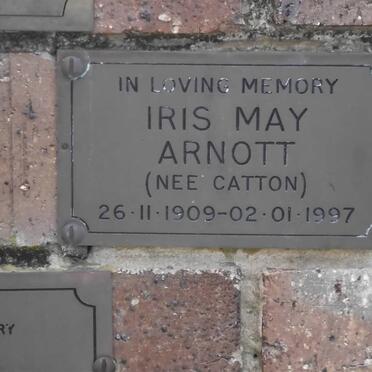 IN LOVING MEMORY
IRIS MAY
ARNOTT
(NEE CATTON)
26·11·1909-02·01·1997